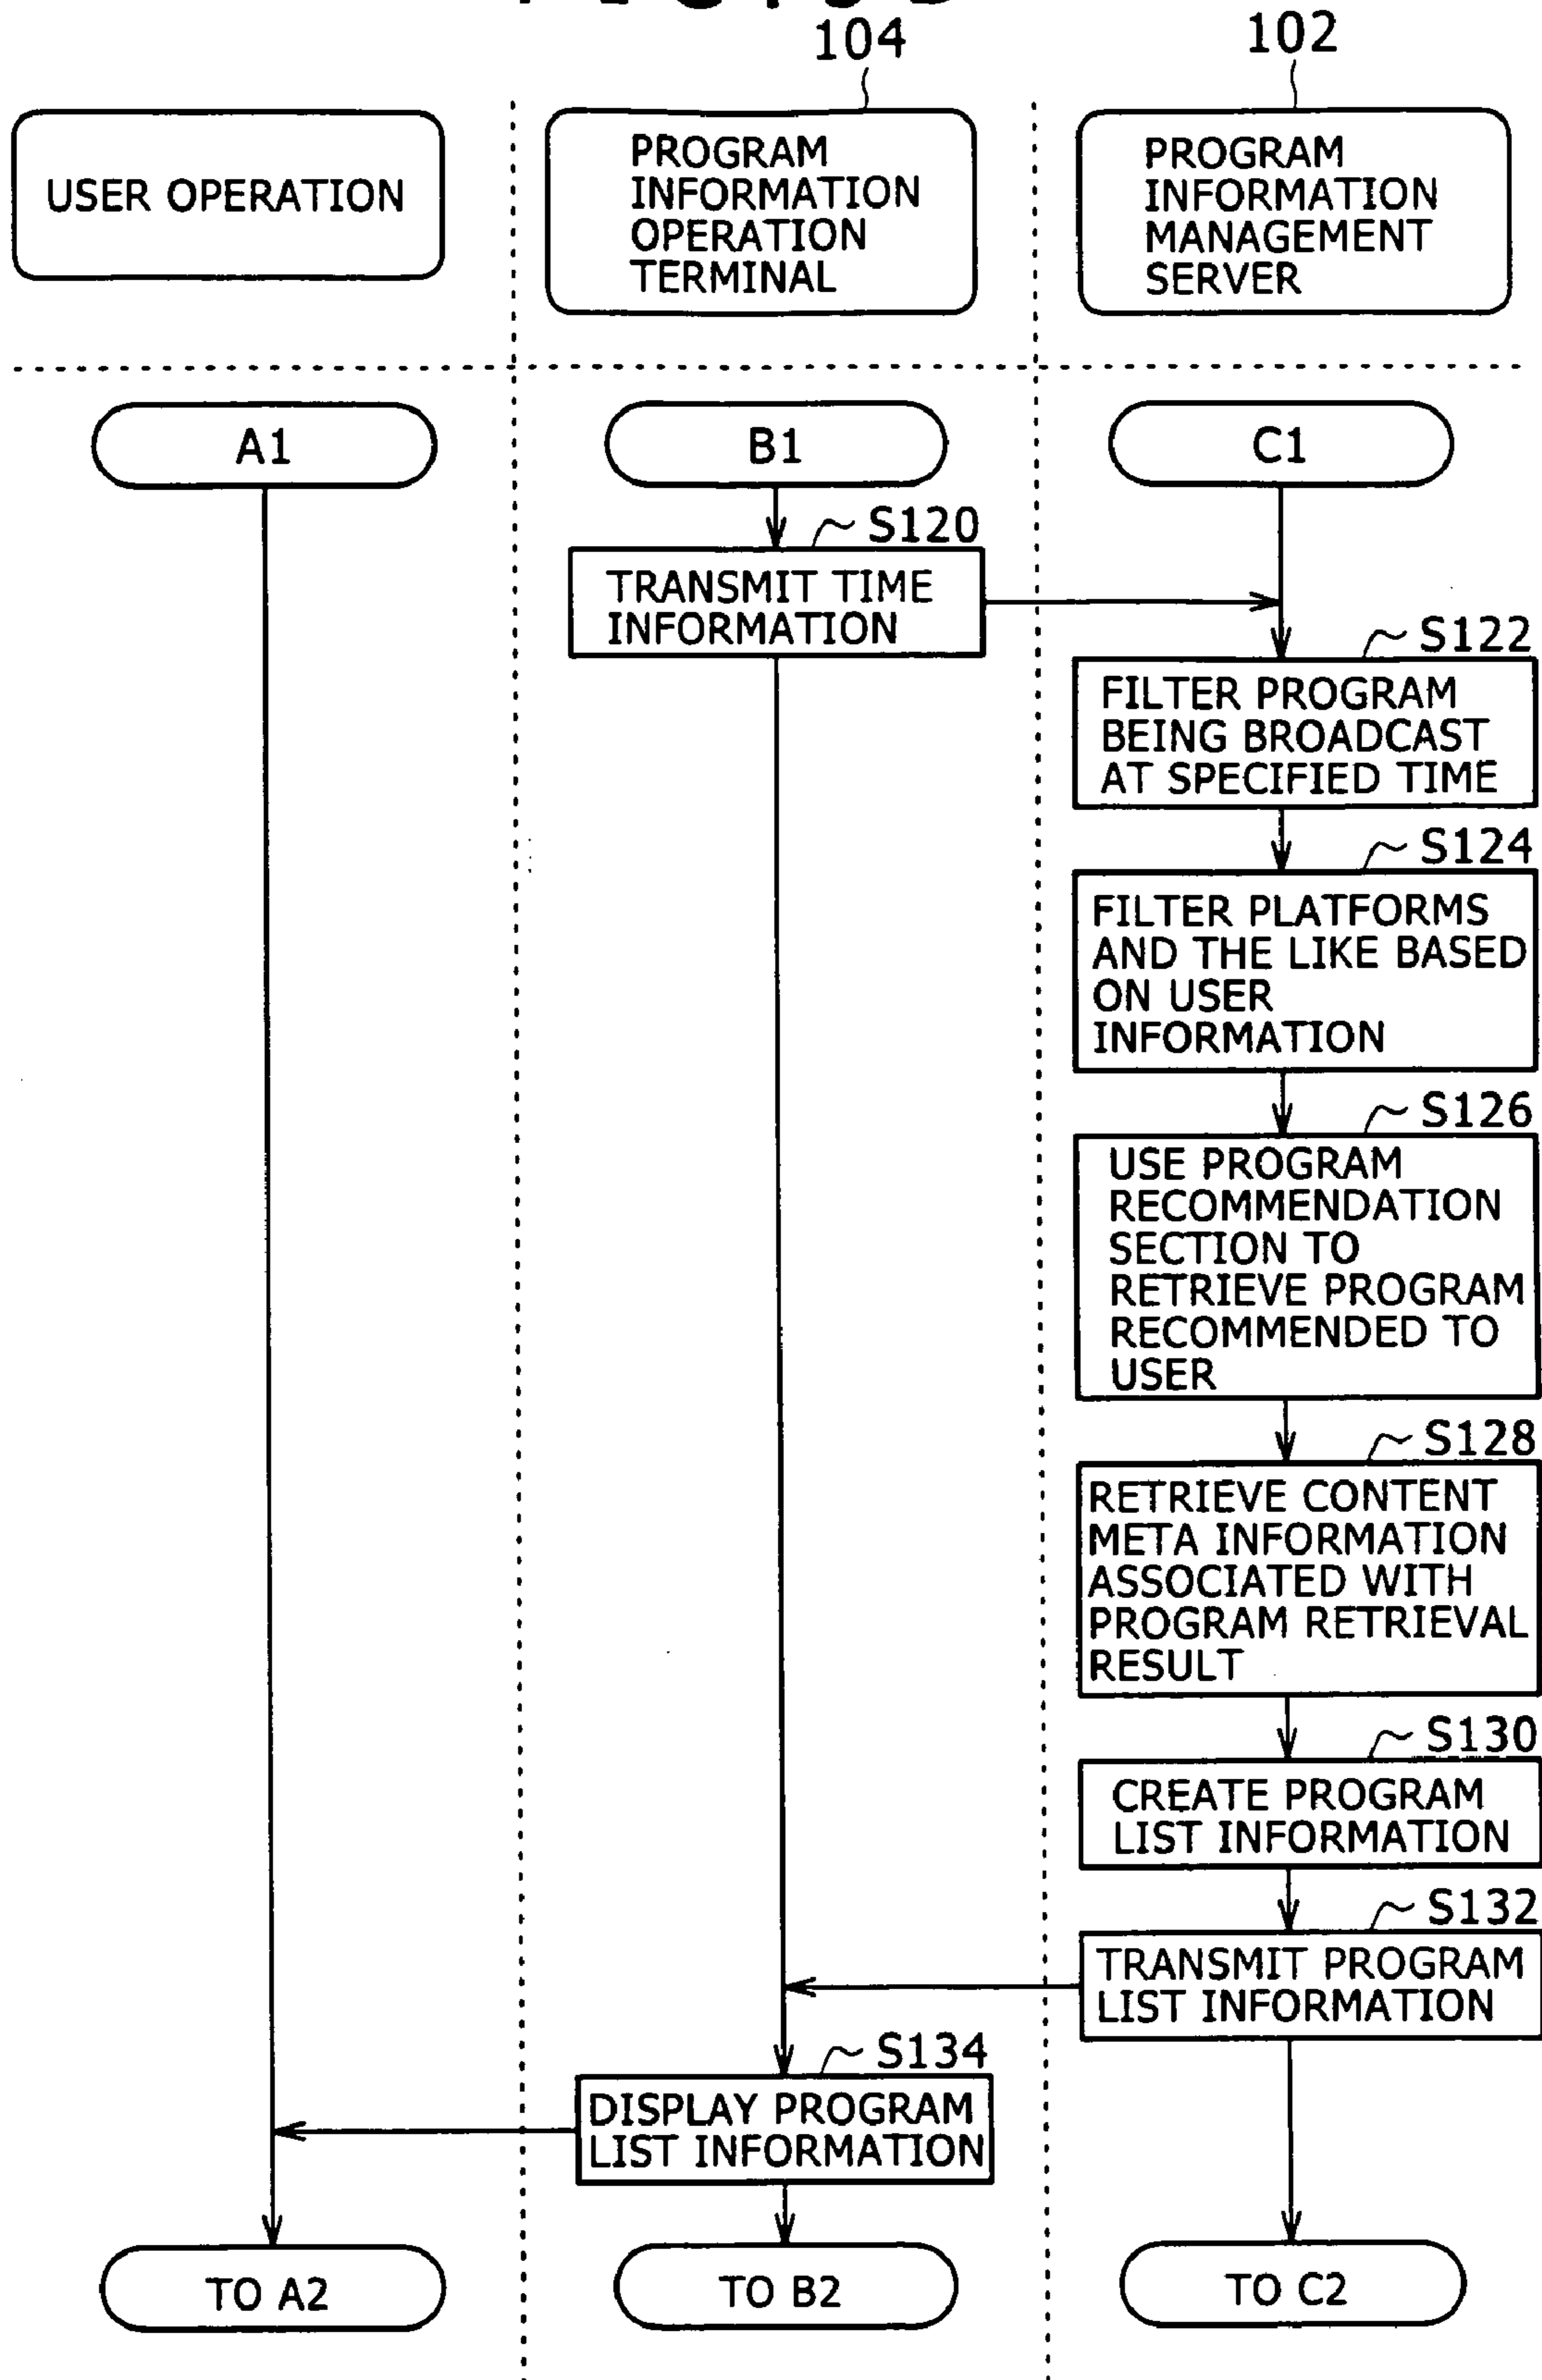 104
102
USER OPERATION
PROGRAM
INFORMATION
OPERATION
TERMINAL
PROGRAM
INFORMATION
MANAGEMENT
SERVER
A1
B1
C1
S120
TRANSMIT TIME
INFORMATION
S122
FILTER PROGRAM
BEING BROADCAST
AT SPECIFIED TIME
S124
FILTER PLATFORMS
AND THE LIKE BASED
ON USER
INFORMATION
S126
USE PROGRAM
RECOMMENDATION
SECTION TO
RETRIEVE PROGRAM
RECOMMENDED TO
USER
S128
RETRIEVE CONTENT
META INFORMATION
ASSOCIATED WITH
PROGRAM RETRIEVAL
RESULT
S130
CREATE PROGRAM
LIST INFORMATION
S132
TRANSMIT PROGRAM
LIST INFORMATION
S134
DISPLAY PROGRAM
LIST INFORMATION
TO A2
TO B2
TO C2